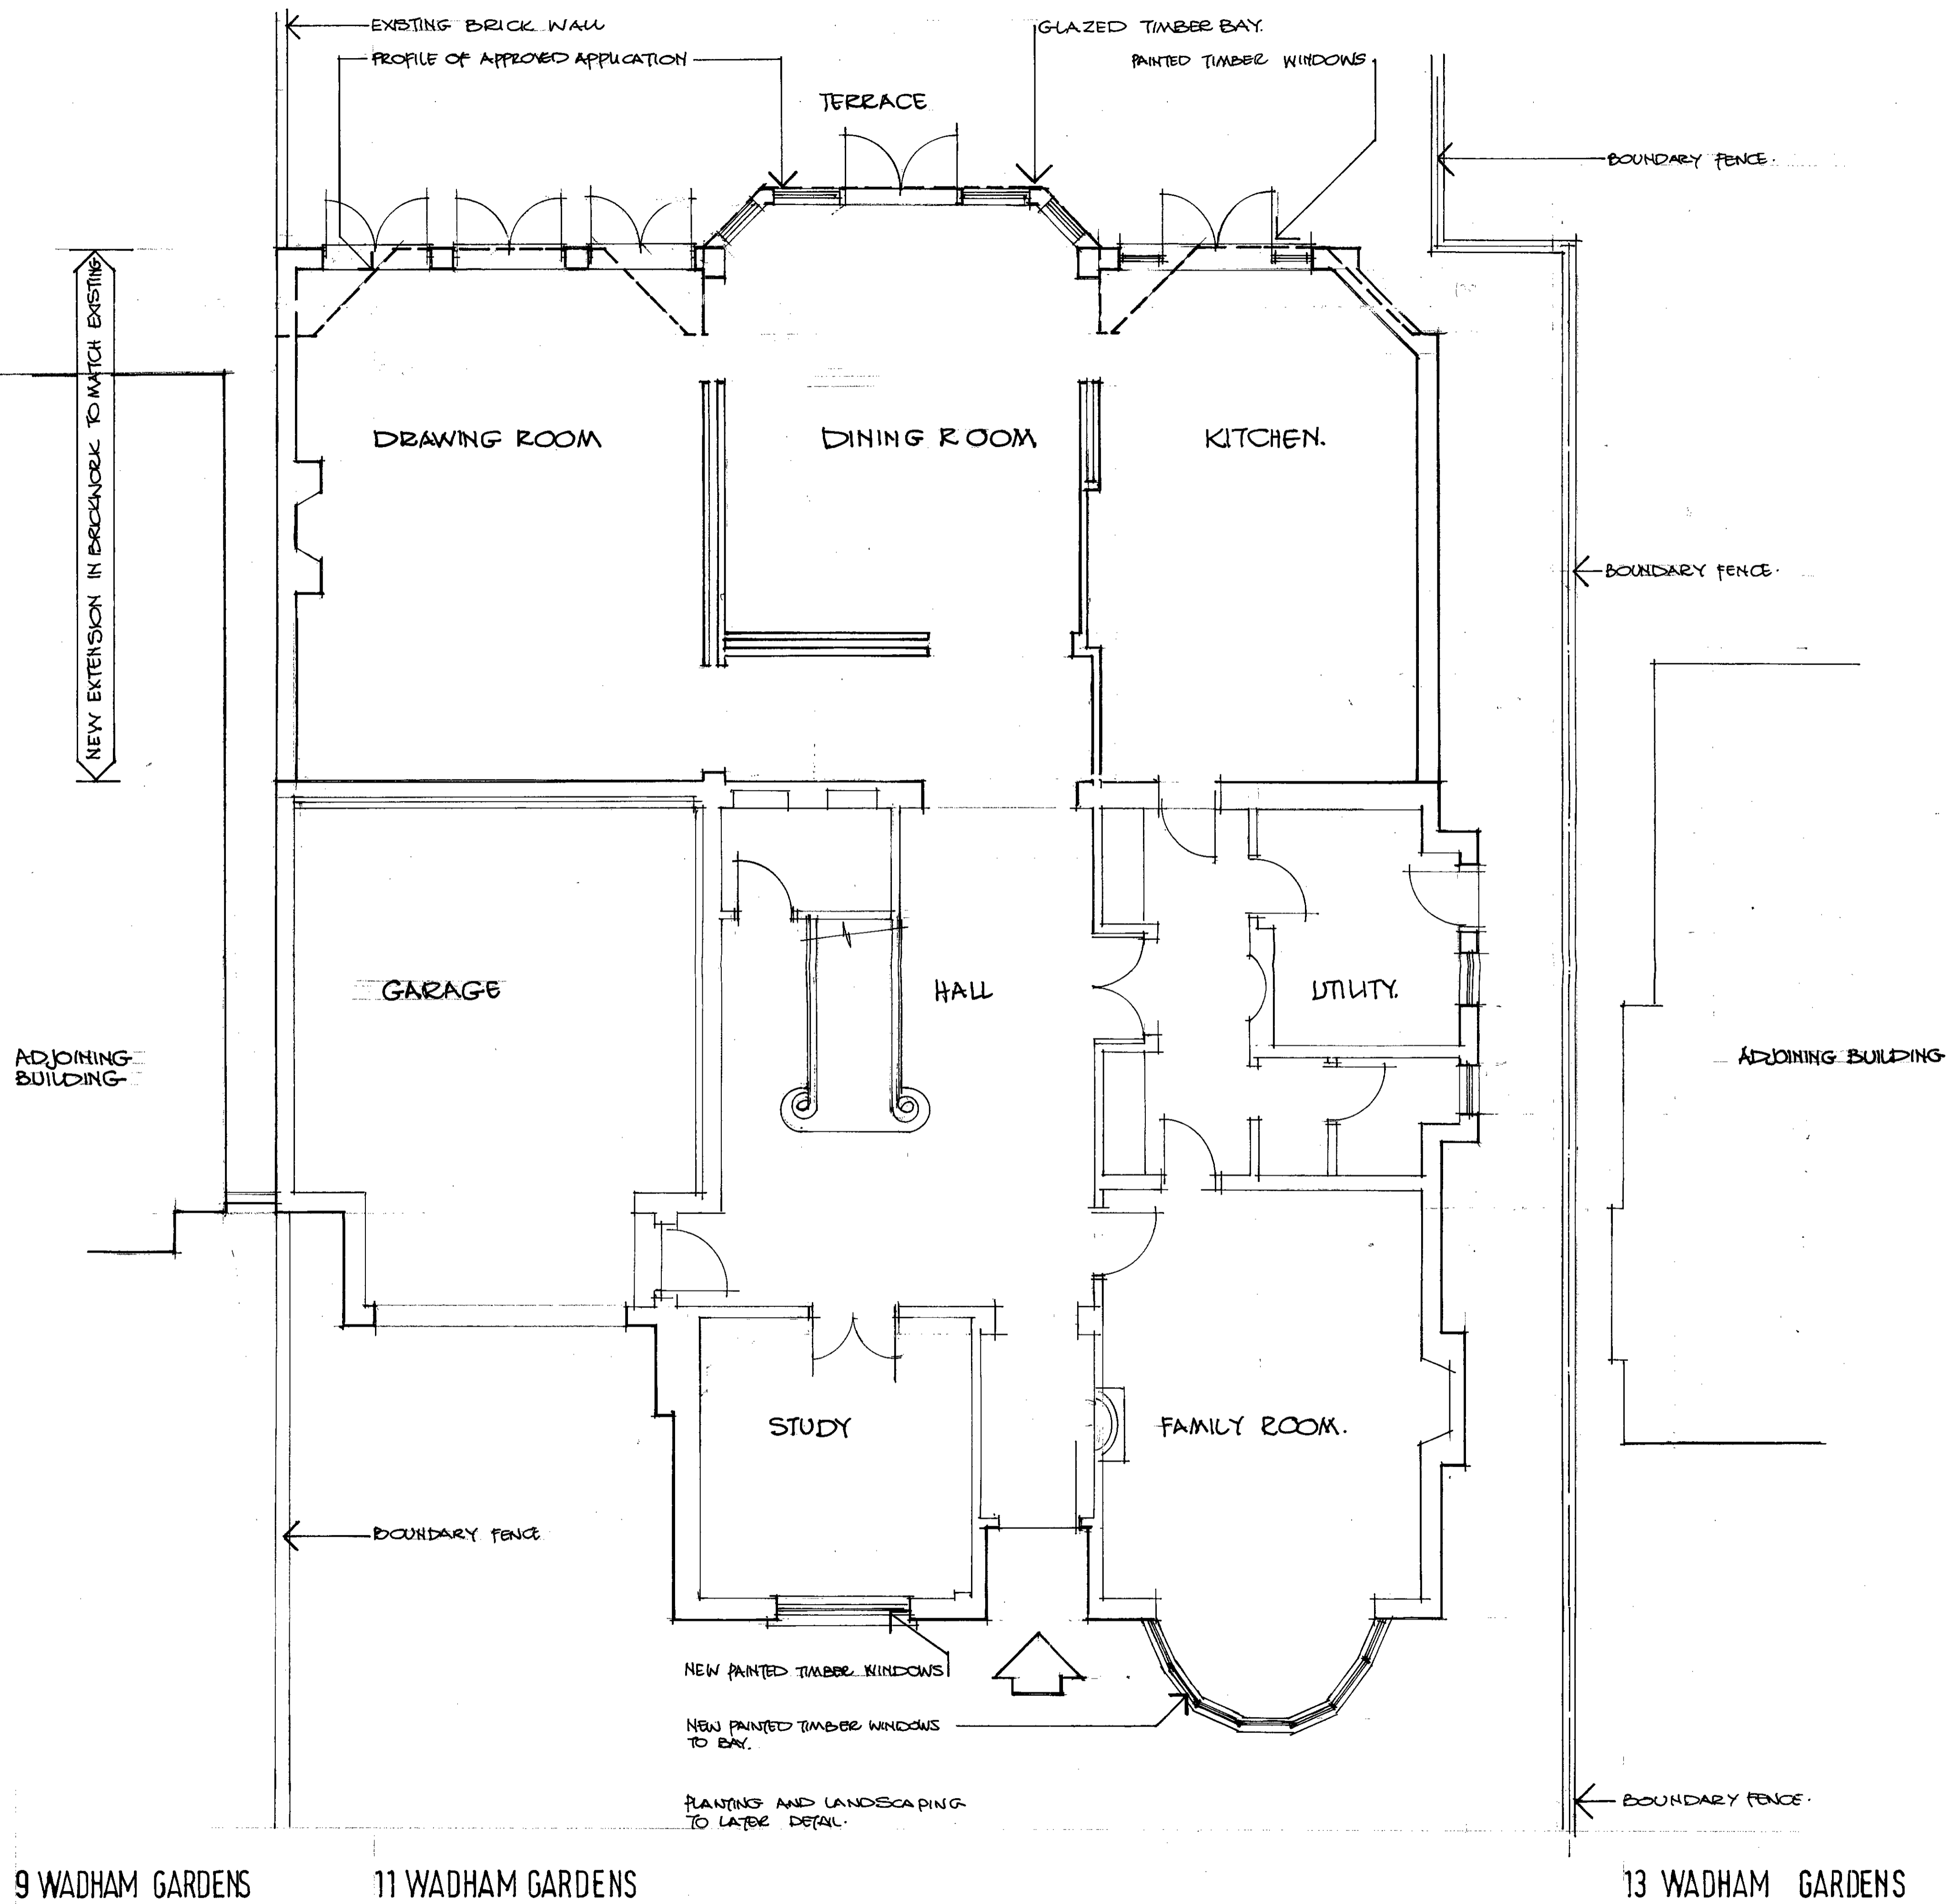 EXISTING BRICK WALL
GLAZED TIMBER BAY.
PROFILE OF APPROVED APPLICATION
PAINTED TIMBER WINDOWS
TERRACE
BOUNDARY FENCE.
NEW EXTENSION IN BRICKWORK TO MATCH EXISTING
DRAWING ROOM
DINING ROOM
KITCHEN.
BOUNDARY FENCE.
GARAGE
HALL
UTILITY.
ADJOINING
BUILDING
ADJOINING BUILDING
STUDY
FAMILY ROOM.
BOUNDARY FENCE
NEW PAINTED TIMBER WINDOWS
NEW PAINTED TIMBER WINDOWS
TO BAY.
PLANTING AND LANDSCAPING
TO LATER DETAIL.
BOUNDARY FENCE.
9 WADHAM GARDENS
11 WADHAM GARDENS
13 WADHAM GARDENS